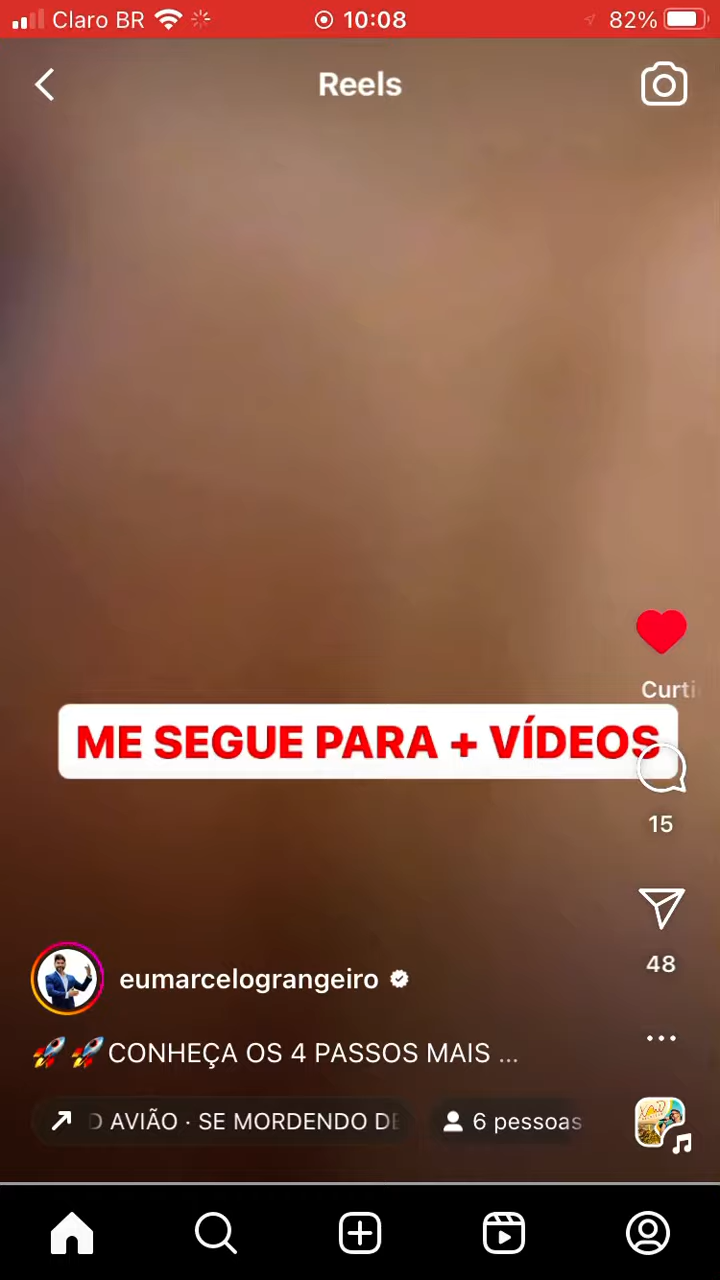 Claro BR 10:08 82%
Reels
Curti
ME SEGUE PARA + VÍDEOS
15
48
eumarcelograngeiro
🚀🚀CONHEÇA OS 4 PASSOS MAIS ...
AVIÃO · SE MORDENDO DE 6 pessoas